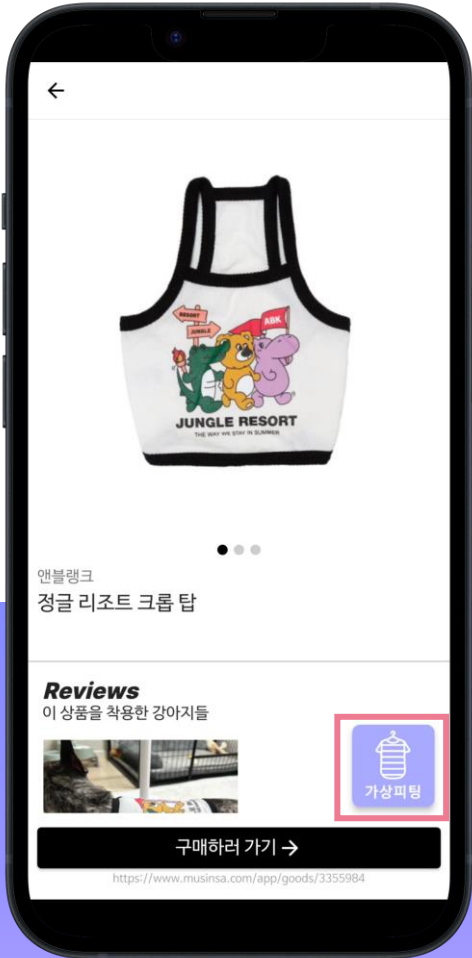 RESORT
JUNGLE
ABK
JUNGLE RESORT
THE WAY WE STAY IN SUMMER
앤블랭크
정글 리조트 크롭 탑
Reviews
이 상품을 착용한 강아지들
가상피팅
구매하러 가기 →
https://www.musinsa.com/app/goods/3355984